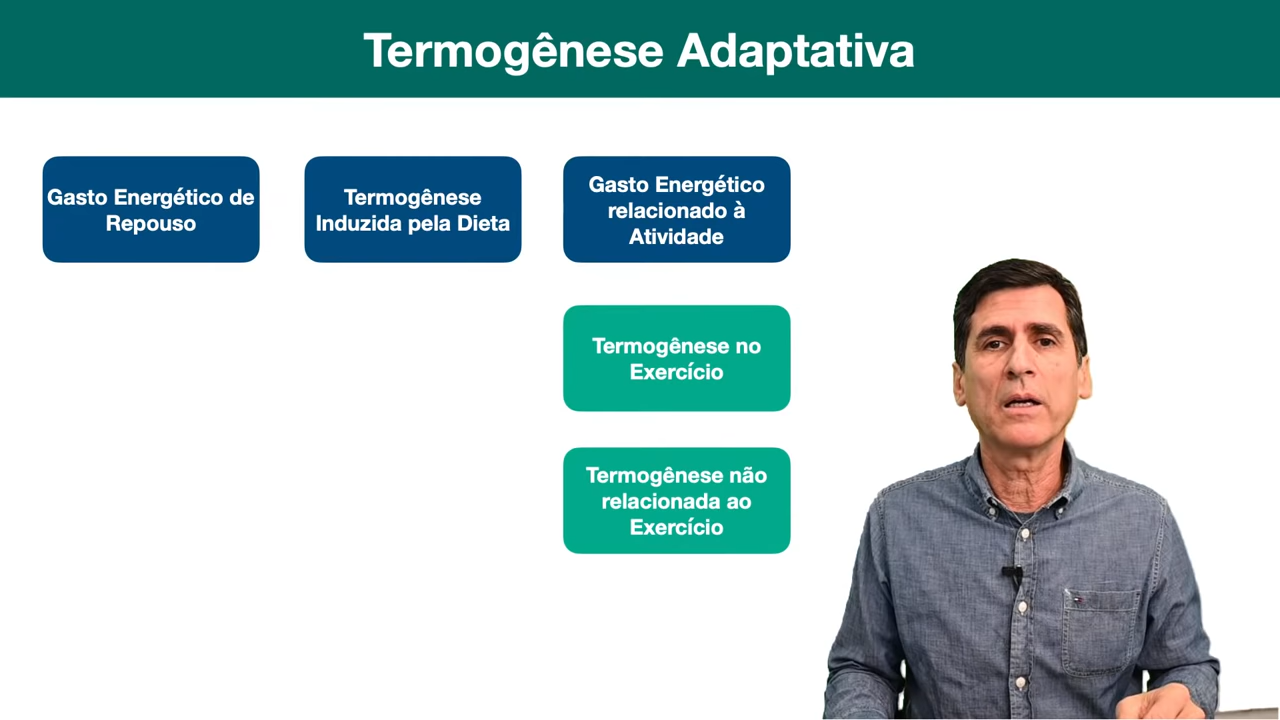 Termogênese Adaptativa
Gasto Energético de
Repouso
Termogênese
Induzida pela Dieta
Gasto Energético
relacionado à
Atividade
Termogênese no
Exercício
Termogênese não
relacionada ao
Exercício